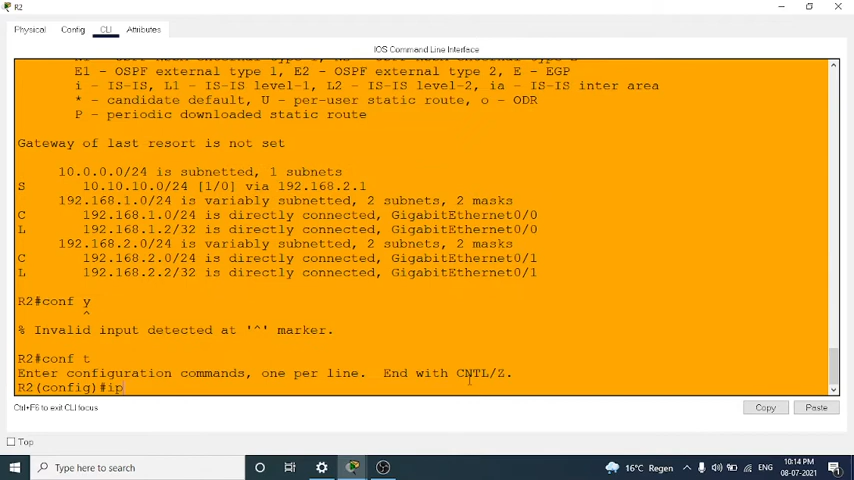 R2
Physical Config CLI Attributes
IOS Command Line Interface
E1 - OSPF external type 1, E2 - OSPF external type 2, E - EGP
i - IS-IS, L1 - IS-IS level-1, L2 - IS-IS level-2, ia - IS-IS inter area
* - candidate default, U - per-user static route, o - ODR
P - periodic downloaded static route
Gateway of last resort is not set
10.0.0.0/24 is subnetted, 1 subnets
S 10.10.10.0/24 [1/0] via 192.168.2.1
192.168.1.0/24 is variably subnetted, 2 subnets, 2 masks
C 192.168.1.0/24 is directly connected, GigabitEthernet0/0
L 192.168.1.2/32 is directly connected, GigabitEthernet0/0
192.168.2.0/24 is variably subnetted, 2 subnets, 2 masks
C 192.168.2.0/24 is directly connected, GigabitEthernet0/1
L 192.168.2.2/32 is directly connected, GigabitEthernet0/1
R2#conf y
^
% Invalid input detected at '^' marker.
R2#conf t
Enter configuration commands, one per line. End with CNTL/Z.
R2(config)#ip
Ctrl+F6 to exit CLI focus
Copy Paste
Top
Type here to search
16°C Regen
ENG
10:14 PM
08-07-2021
1